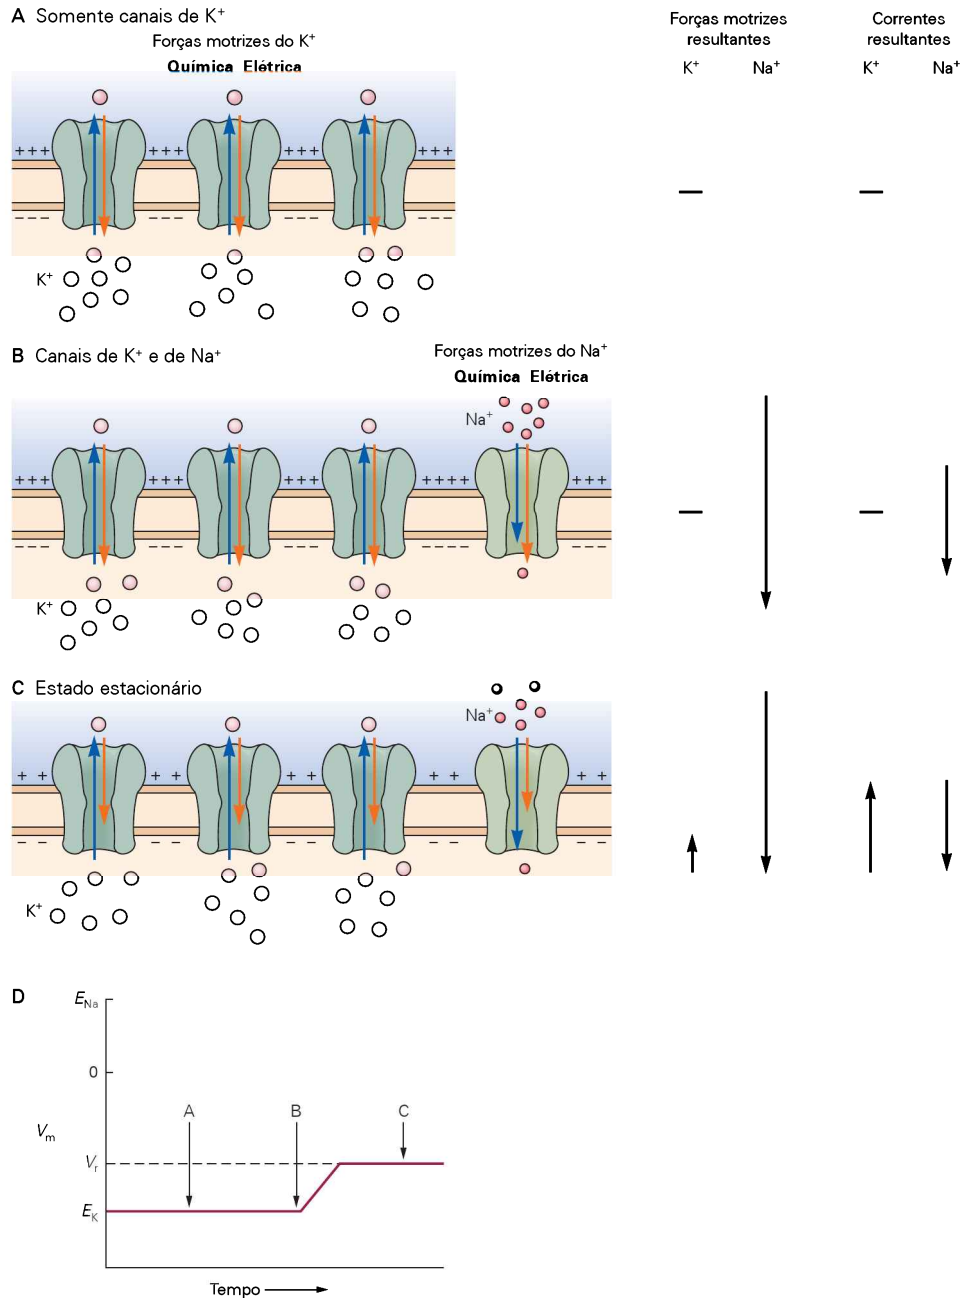 A Somente canais de K⁺
Forças motrizes do K⁺
Química Elétrica
Forças motrizes resultantes
K⁺ Na⁺
Correntes resultantes
K⁺ Na⁺
+++ +++ +++ +++
––– ––– ––– –––
K⁺
B Canais de K⁺ e de Na⁺
Forças motrizes do Na⁺
Química Elétrica
Na⁺
+++ +++ +++ ++++ +++
––– ––– ––– –––– –––
K⁺
C Estado estacionário
Na⁺
+ + + + + + + + + +
– – – – – – – – – –
K⁺
D
E_Na
0
A B C
V_m
V_r
E_K
Tempo